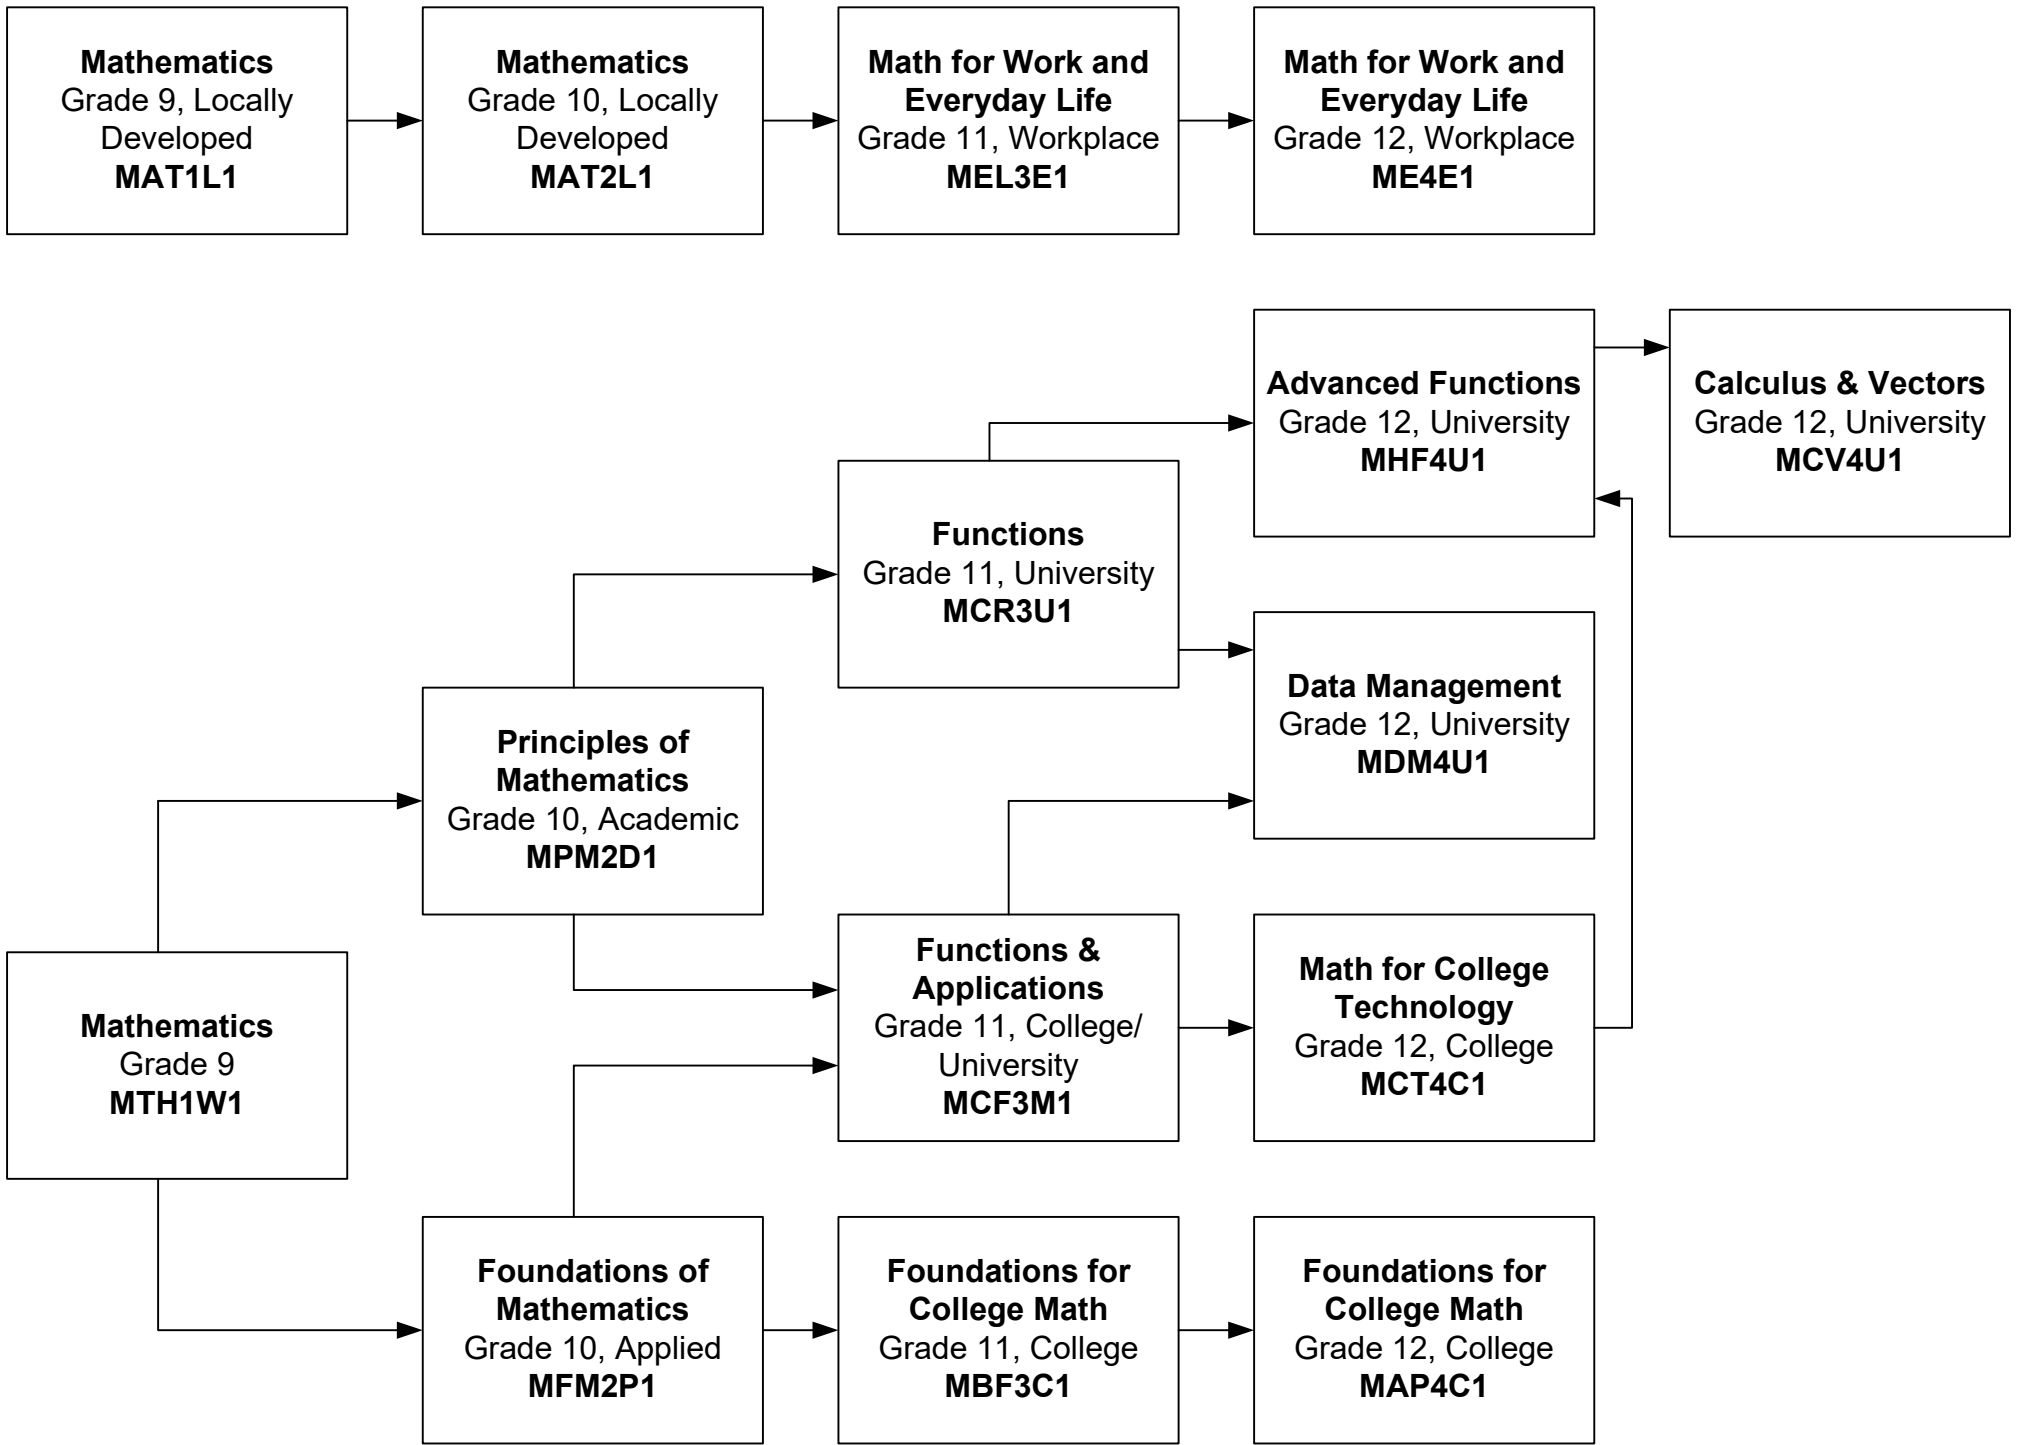 Mathematics
Grade 9, Locally
Developed
MAT1L1
Mathematics
Grade 10, Locally
Developed
MAT2L1
Math for Work and
Everyday Life
Grade 11, Workplace
MEL3E1
Math for Work and
Everyday Life
Grade 12, Workplace
ME4E1
Advanced Functions
Grade 12, University
MHF4U1
Calculus & Vectors
Grade 12, University
MCV4U1
Functions
Grade 11, University
MCR3U1
Data Management
Grade 12, University
MDM4U1
Principles of
Mathematics
Grade 10, Academic
MPM2D1
Mathematics
Grade 9
MTH1W1
Functions &
Applications
Grade 11, College/
University
MCF3M1
Math for College
Technology
Grade 12, College
MCT4C1
Foundations of
Mathematics
Grade 10, Applied
MFM2P1
Foundations for
College Math
Grade 11, College
MBF3C1
Foundations for
College Math
Grade 12, College
MAP4C1